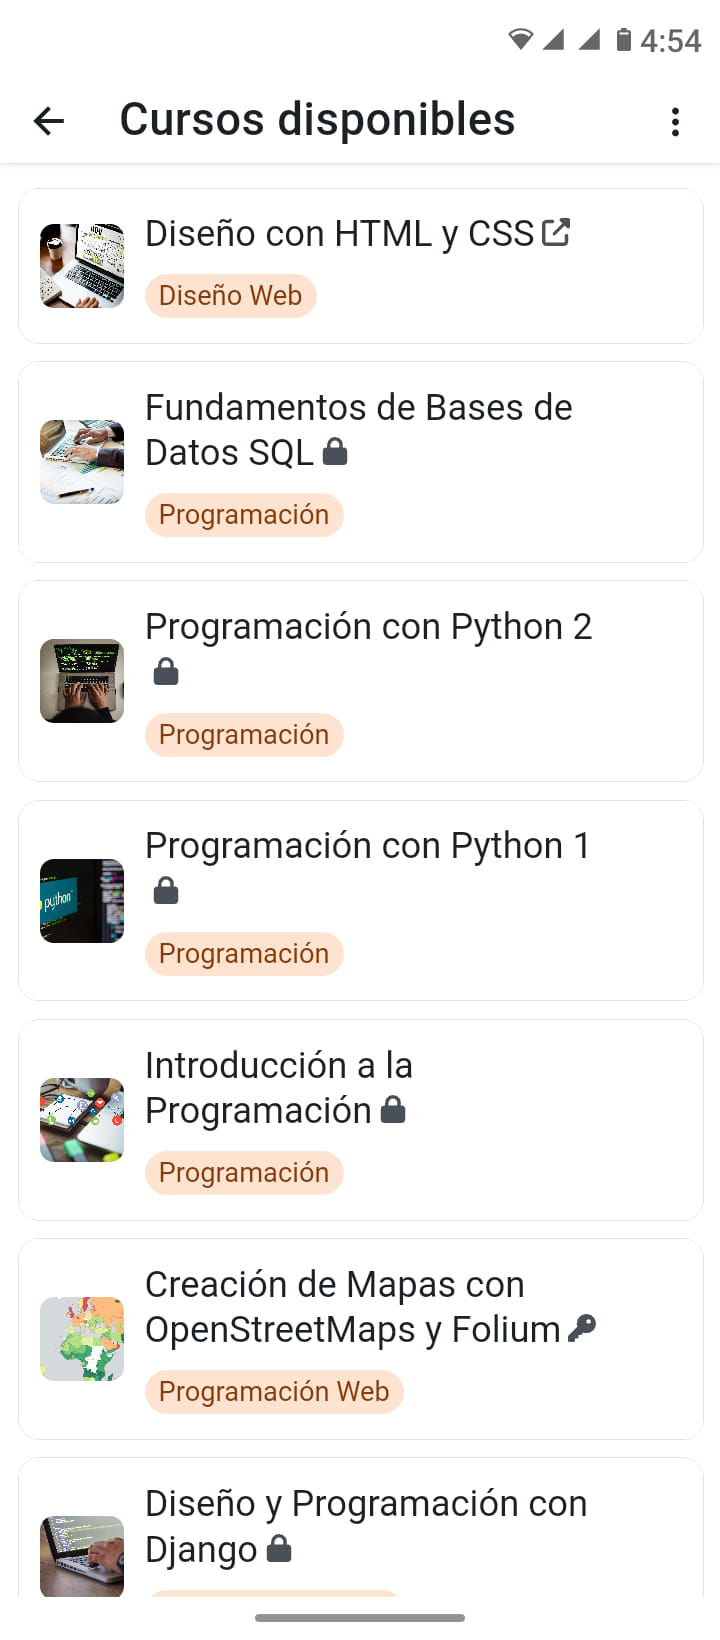 4:54
Cursos disponibles
Diseño con HTML y CSS
Diseño Web
Fundamentos de Bases de
Datos SQL
Programación
Programación con Python 2
Programación
python
Programación con Python 1
Programación
Introducción a la
Programación
Programación
Creación de Mapas con
OpenStreetMaps y Folium
Programación Web
Diseño y Programación con
Django